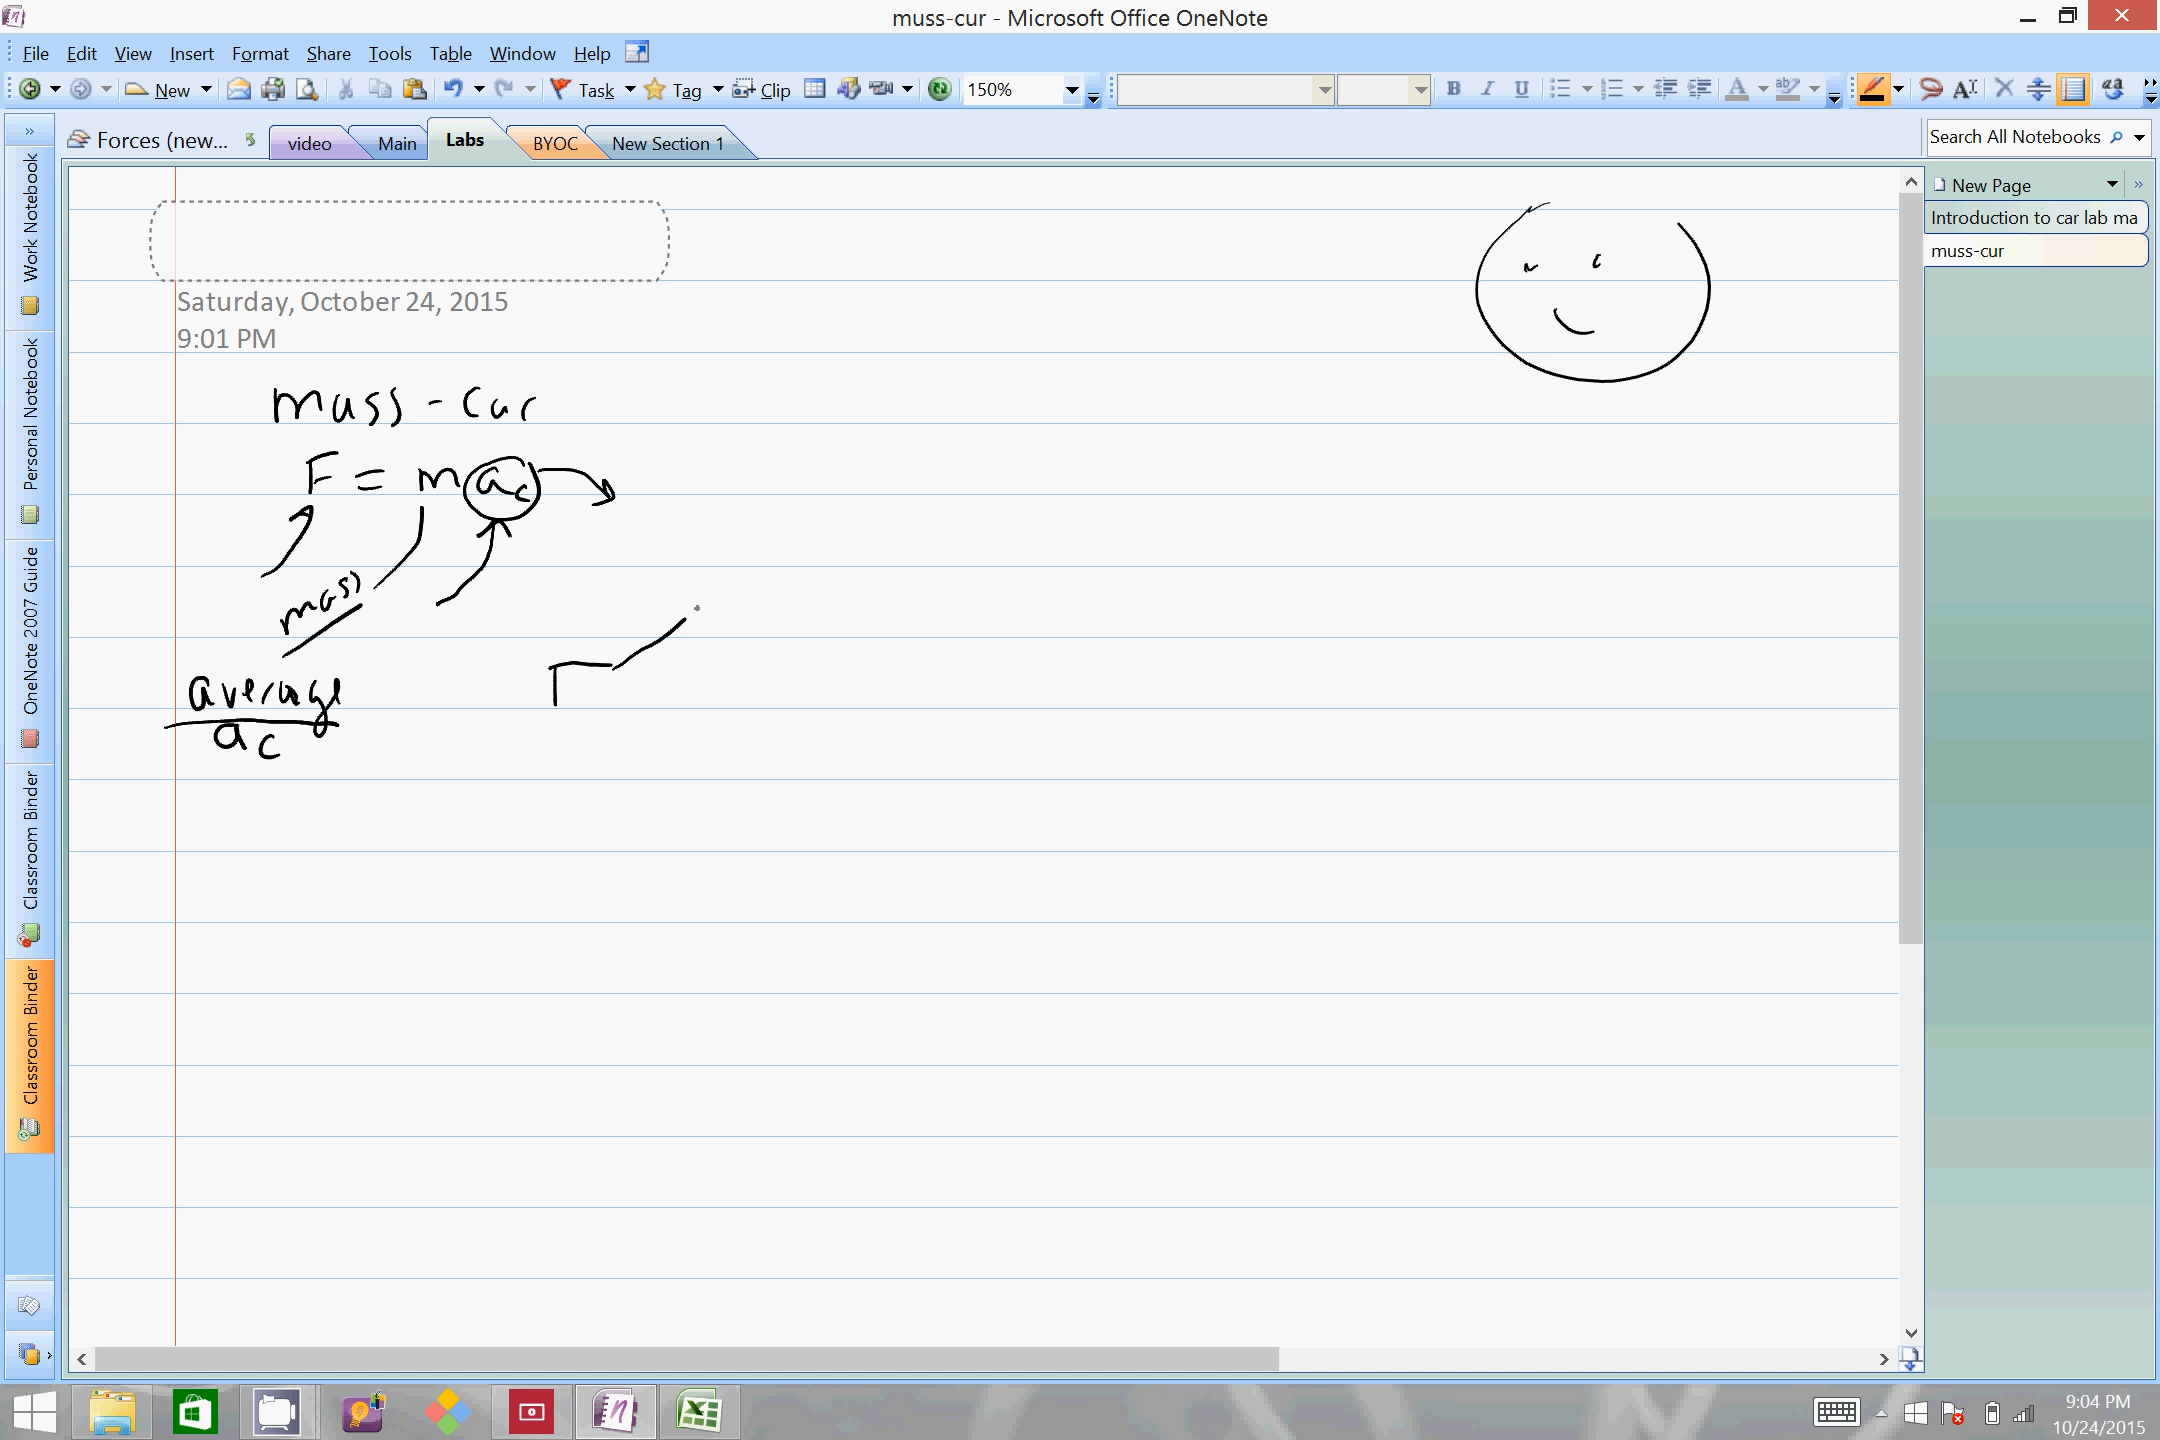 muss-cur - Microsoft Office OneNote
File Edit View Insert Format Share Tools Table Window Help
New Task Tag Clip 150% B I U
Forces (new... video Main Labs BYOC New Section 1 Search All Notebooks
New Page
Introduction to car lab ma
muss-cur
Work Notebook
Personal Notebook
OneNote 2007 Guide
Classroom Binder
Classroom Binder
Saturday, October 24, 2015
9:01 PM
mass - car
F = m ac
mass
average
ac
9:04 PM
10/24/2015